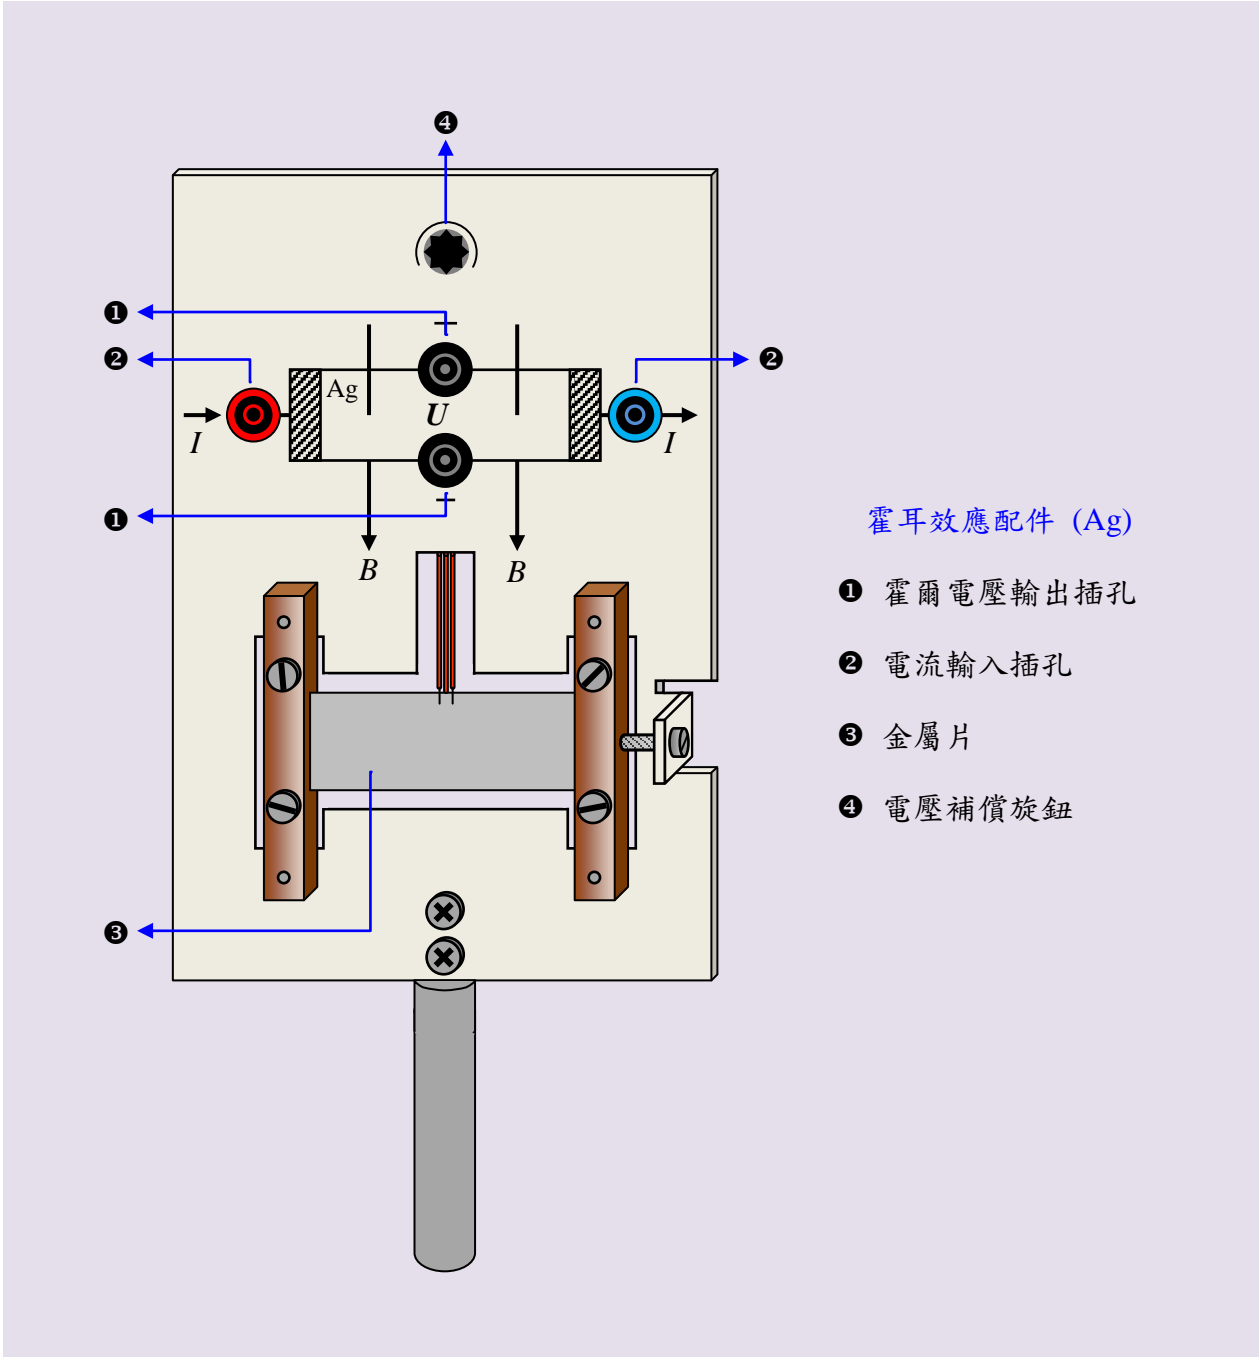 ❹
❶
❷
❷
Ag
U
I
I
❶
B
B
❸
霍耳效應配件 (Ag)
❶ 霍爾電壓輸出插孔
❷ 電流輸入插孔
❸ 金屬片
❹ 電壓補償旋鈕